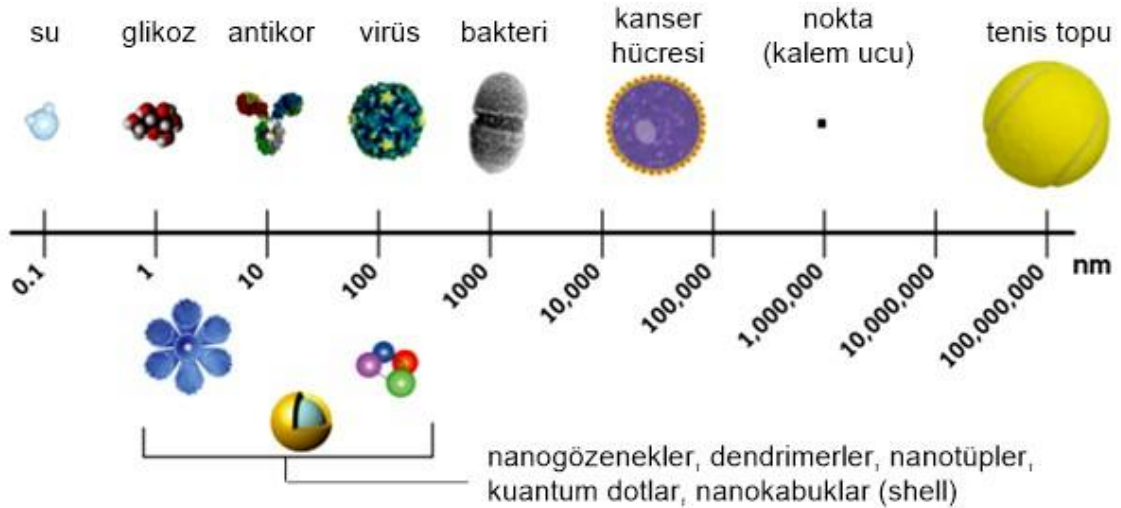 su
glikoz
antikor
virüs
bakteri
kanser
hücresi
nokta
(kalem ucu)
tenis topu
0.1
1
10
100
1000
10,000
100,000
1,000,000
10,000,000
100,000,000
nm
nanogözenekler, dendrimerler, nanotüpler,
kuantum dotlar, nanokabuklar (shell)